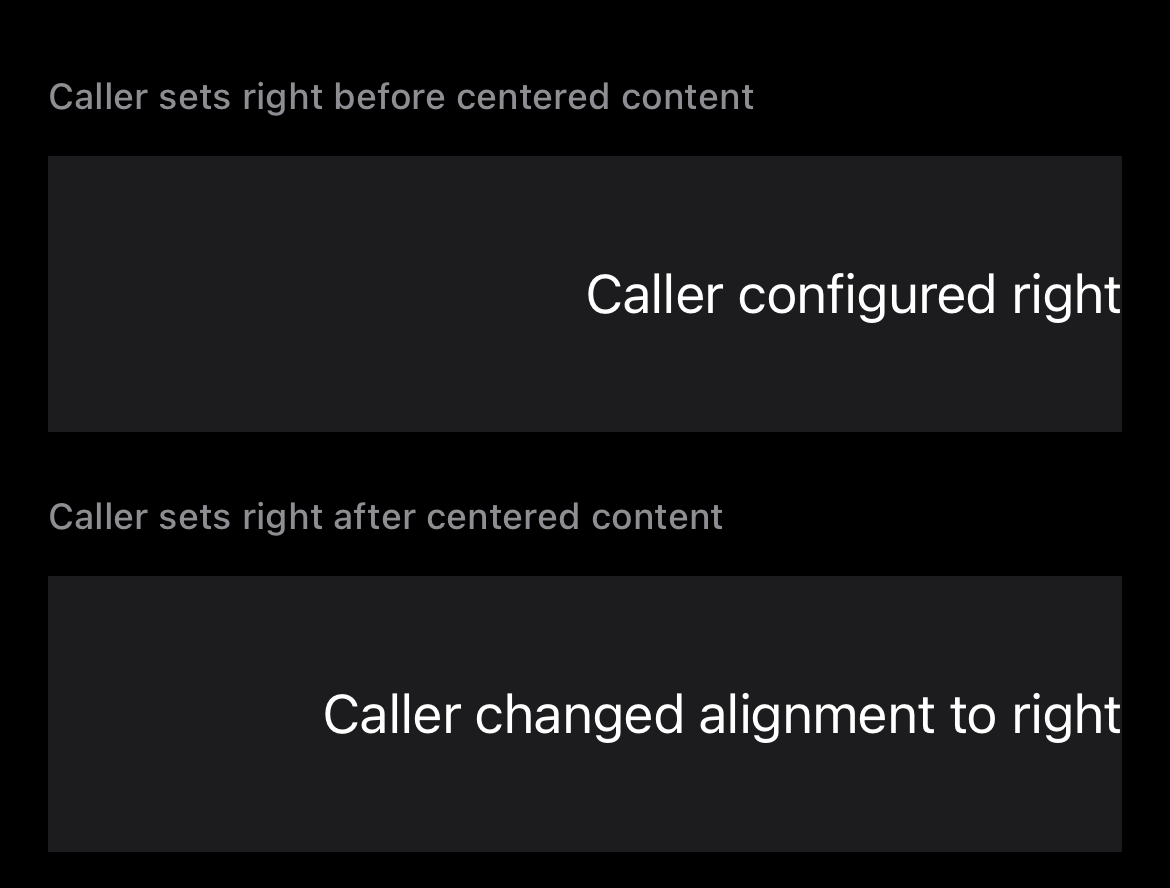 Caller sets right before centered content
Caller configured right
Caller sets right after centered content
Caller changed alignment to right